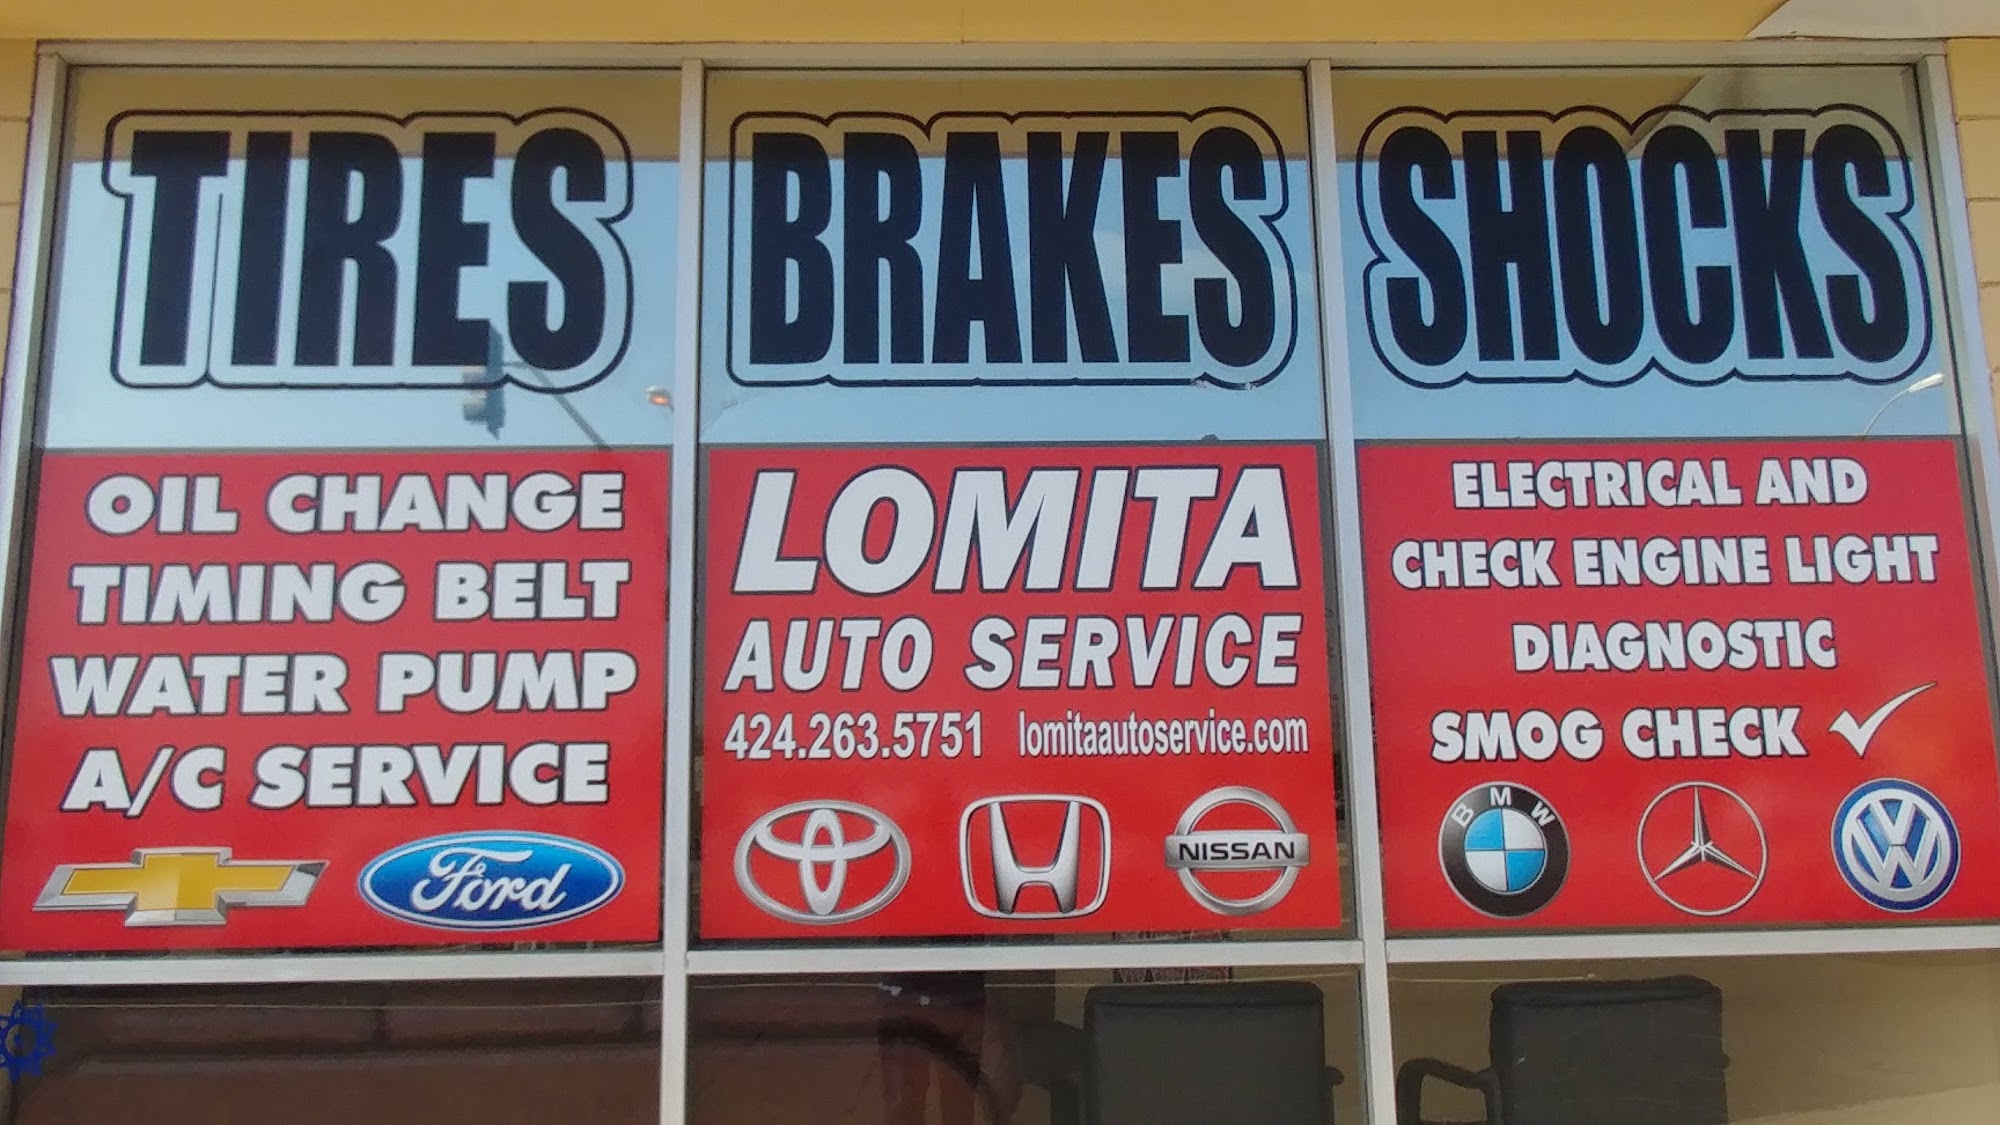 TIRES
BRAKES
SHOCKS
OIL CHANGE
TIMING BELT
WATER PUMP
A/C SERVICE
Ford
LOMITA
AUTO SERVICE
424.263.5751 lomitaautoservice.com
NISSAN
ELECTRICAL AND
CHECK ENGINE LIGHT
DIAGNOSTIC
SMOG CHECK ✓
BMW
VW